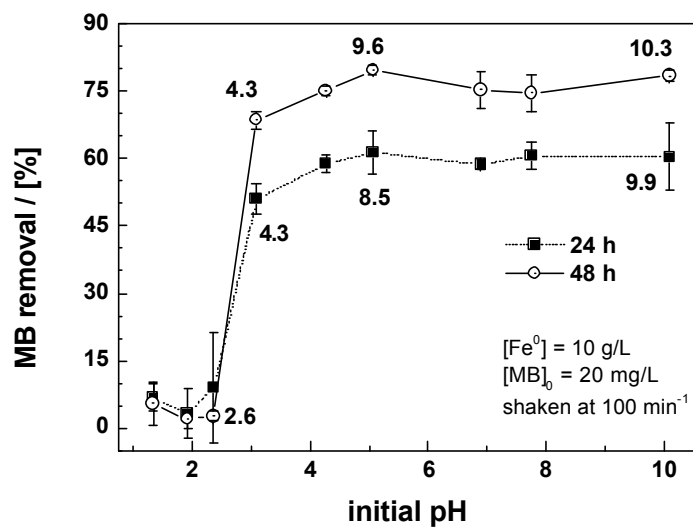 90
75
60
45
30
15
0
MB removal / [%]
4.3
9.6
10.3
4.3
8.5
9.9
2.6
24 h
48 h
[Fe⁰] = 10 g/L
[MB]₀ = 20 mg/L
shaken at 100 min⁻¹
2
4
6
8
10
initial pH